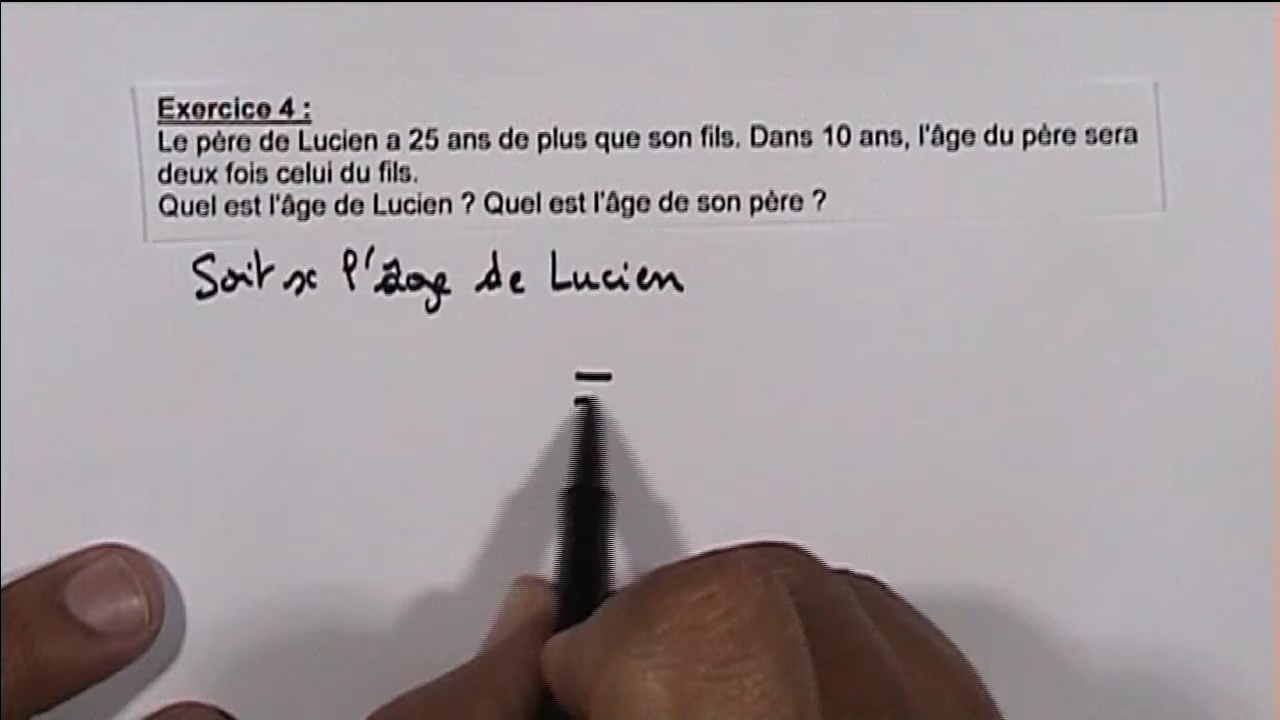 Exercice 4 :
Le père de Lucien a 25 ans de plus que son fils. Dans 10 ans, l'âge du père sera
deux fois celui du fils.
Quel est l'âge de Lucien ? Quel est l'âge de son père ?
Soit x l'âge de Lucien
=